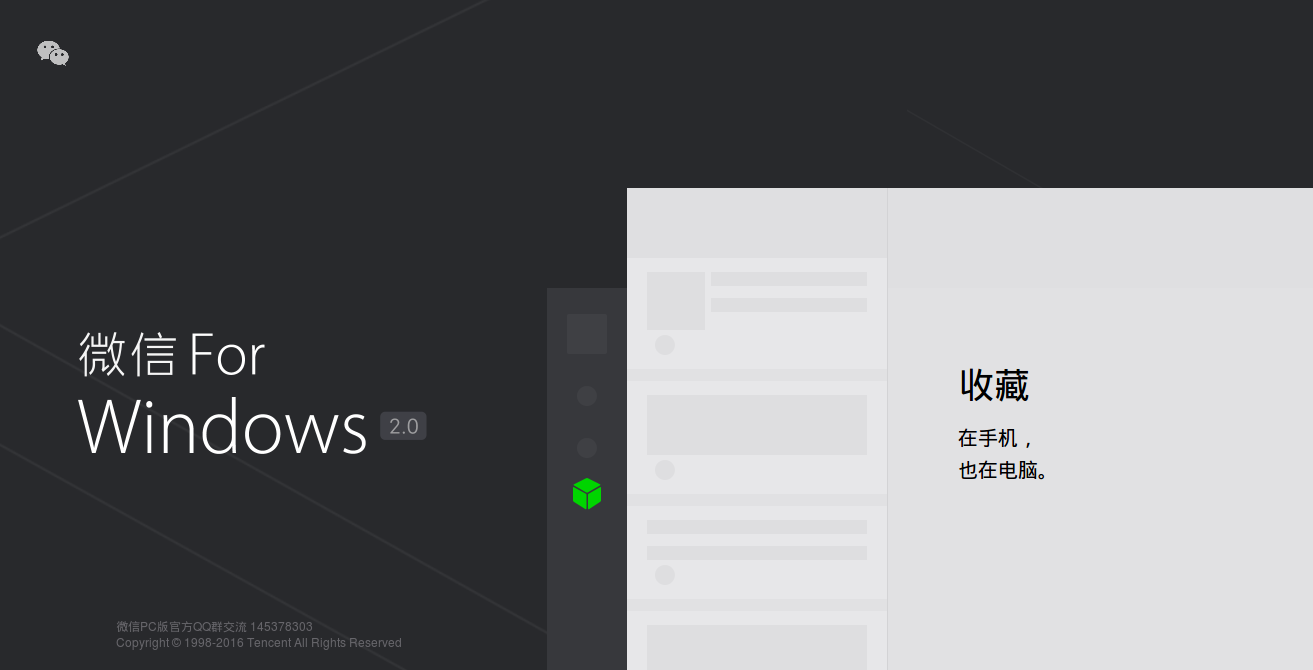 微信 For
Windows 2.0
收藏
在手机，
也在电脑。
微信PC版官方QQ群交流 145378303
Copyright © 1998-2016 Tencent All Rights Reserved